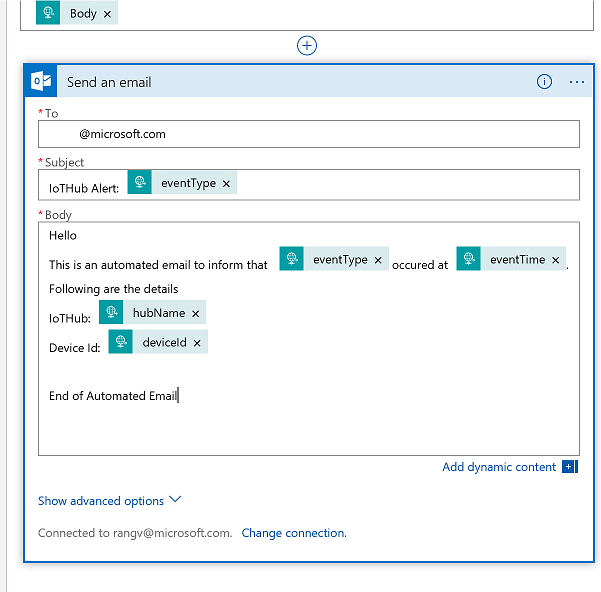 Body ×
Send an email
* To
@microsoft.com
* Subject
IoTHub Alert: eventType ×
* Body
Hello
This is an automated email to inform that eventType × occured at eventTime × .
Following are the details
IoTHub: hubName ×
Device Id: deviceId ×
End of Automated Email
Add dynamic content +
Show advanced options
Connected to rangv@microsoft.com. Change connection.